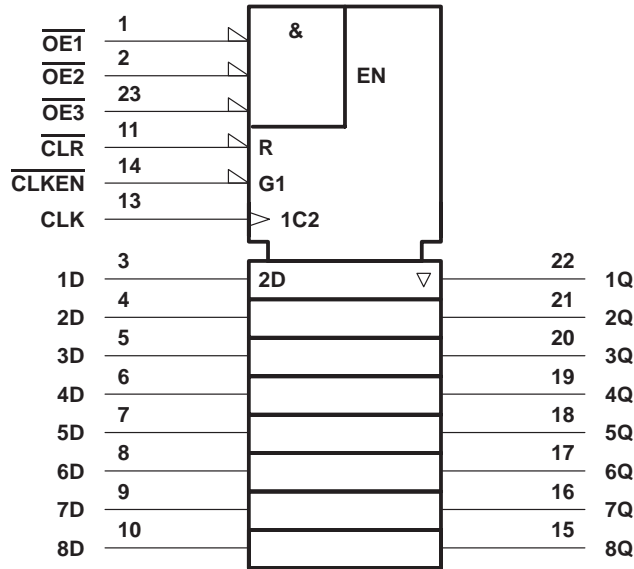 1
&
OE1
2
OE2
EN
23
OE3
11
CLR
R
14
CLKEN
G1
13
CLK
1C2
3
22
1D
2D
1Q
4
21
2D
2Q
5
20
3D
3Q
6
19
4D
4Q
7
18
5D
5Q
8
17
6D
6Q
9
16
7D
7Q
10
15
8D
8Q